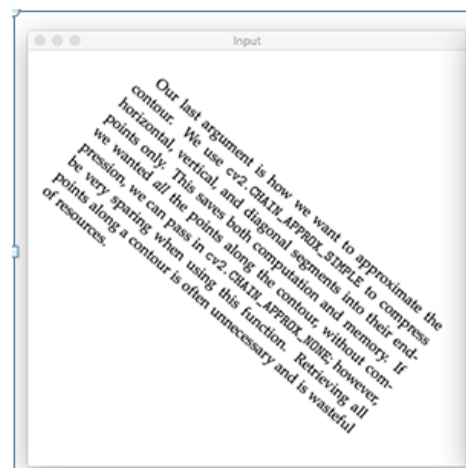 Input
Our last argument is how we want to approximate the
contour. We use cv2.CHAIN_APPROX_SIMPLE to compress
horizontal, vertical, and diagonal segments into their end-
points only. This saves both computation and memory. If
we wanted all the points along the contour, without com-
pression, we can pass in cv2.CHAIN_APPROX_NONE; however,
be very sparing when using this function. Retrieving all
points along a contour is often unnecessary and is wasteful
of resources.